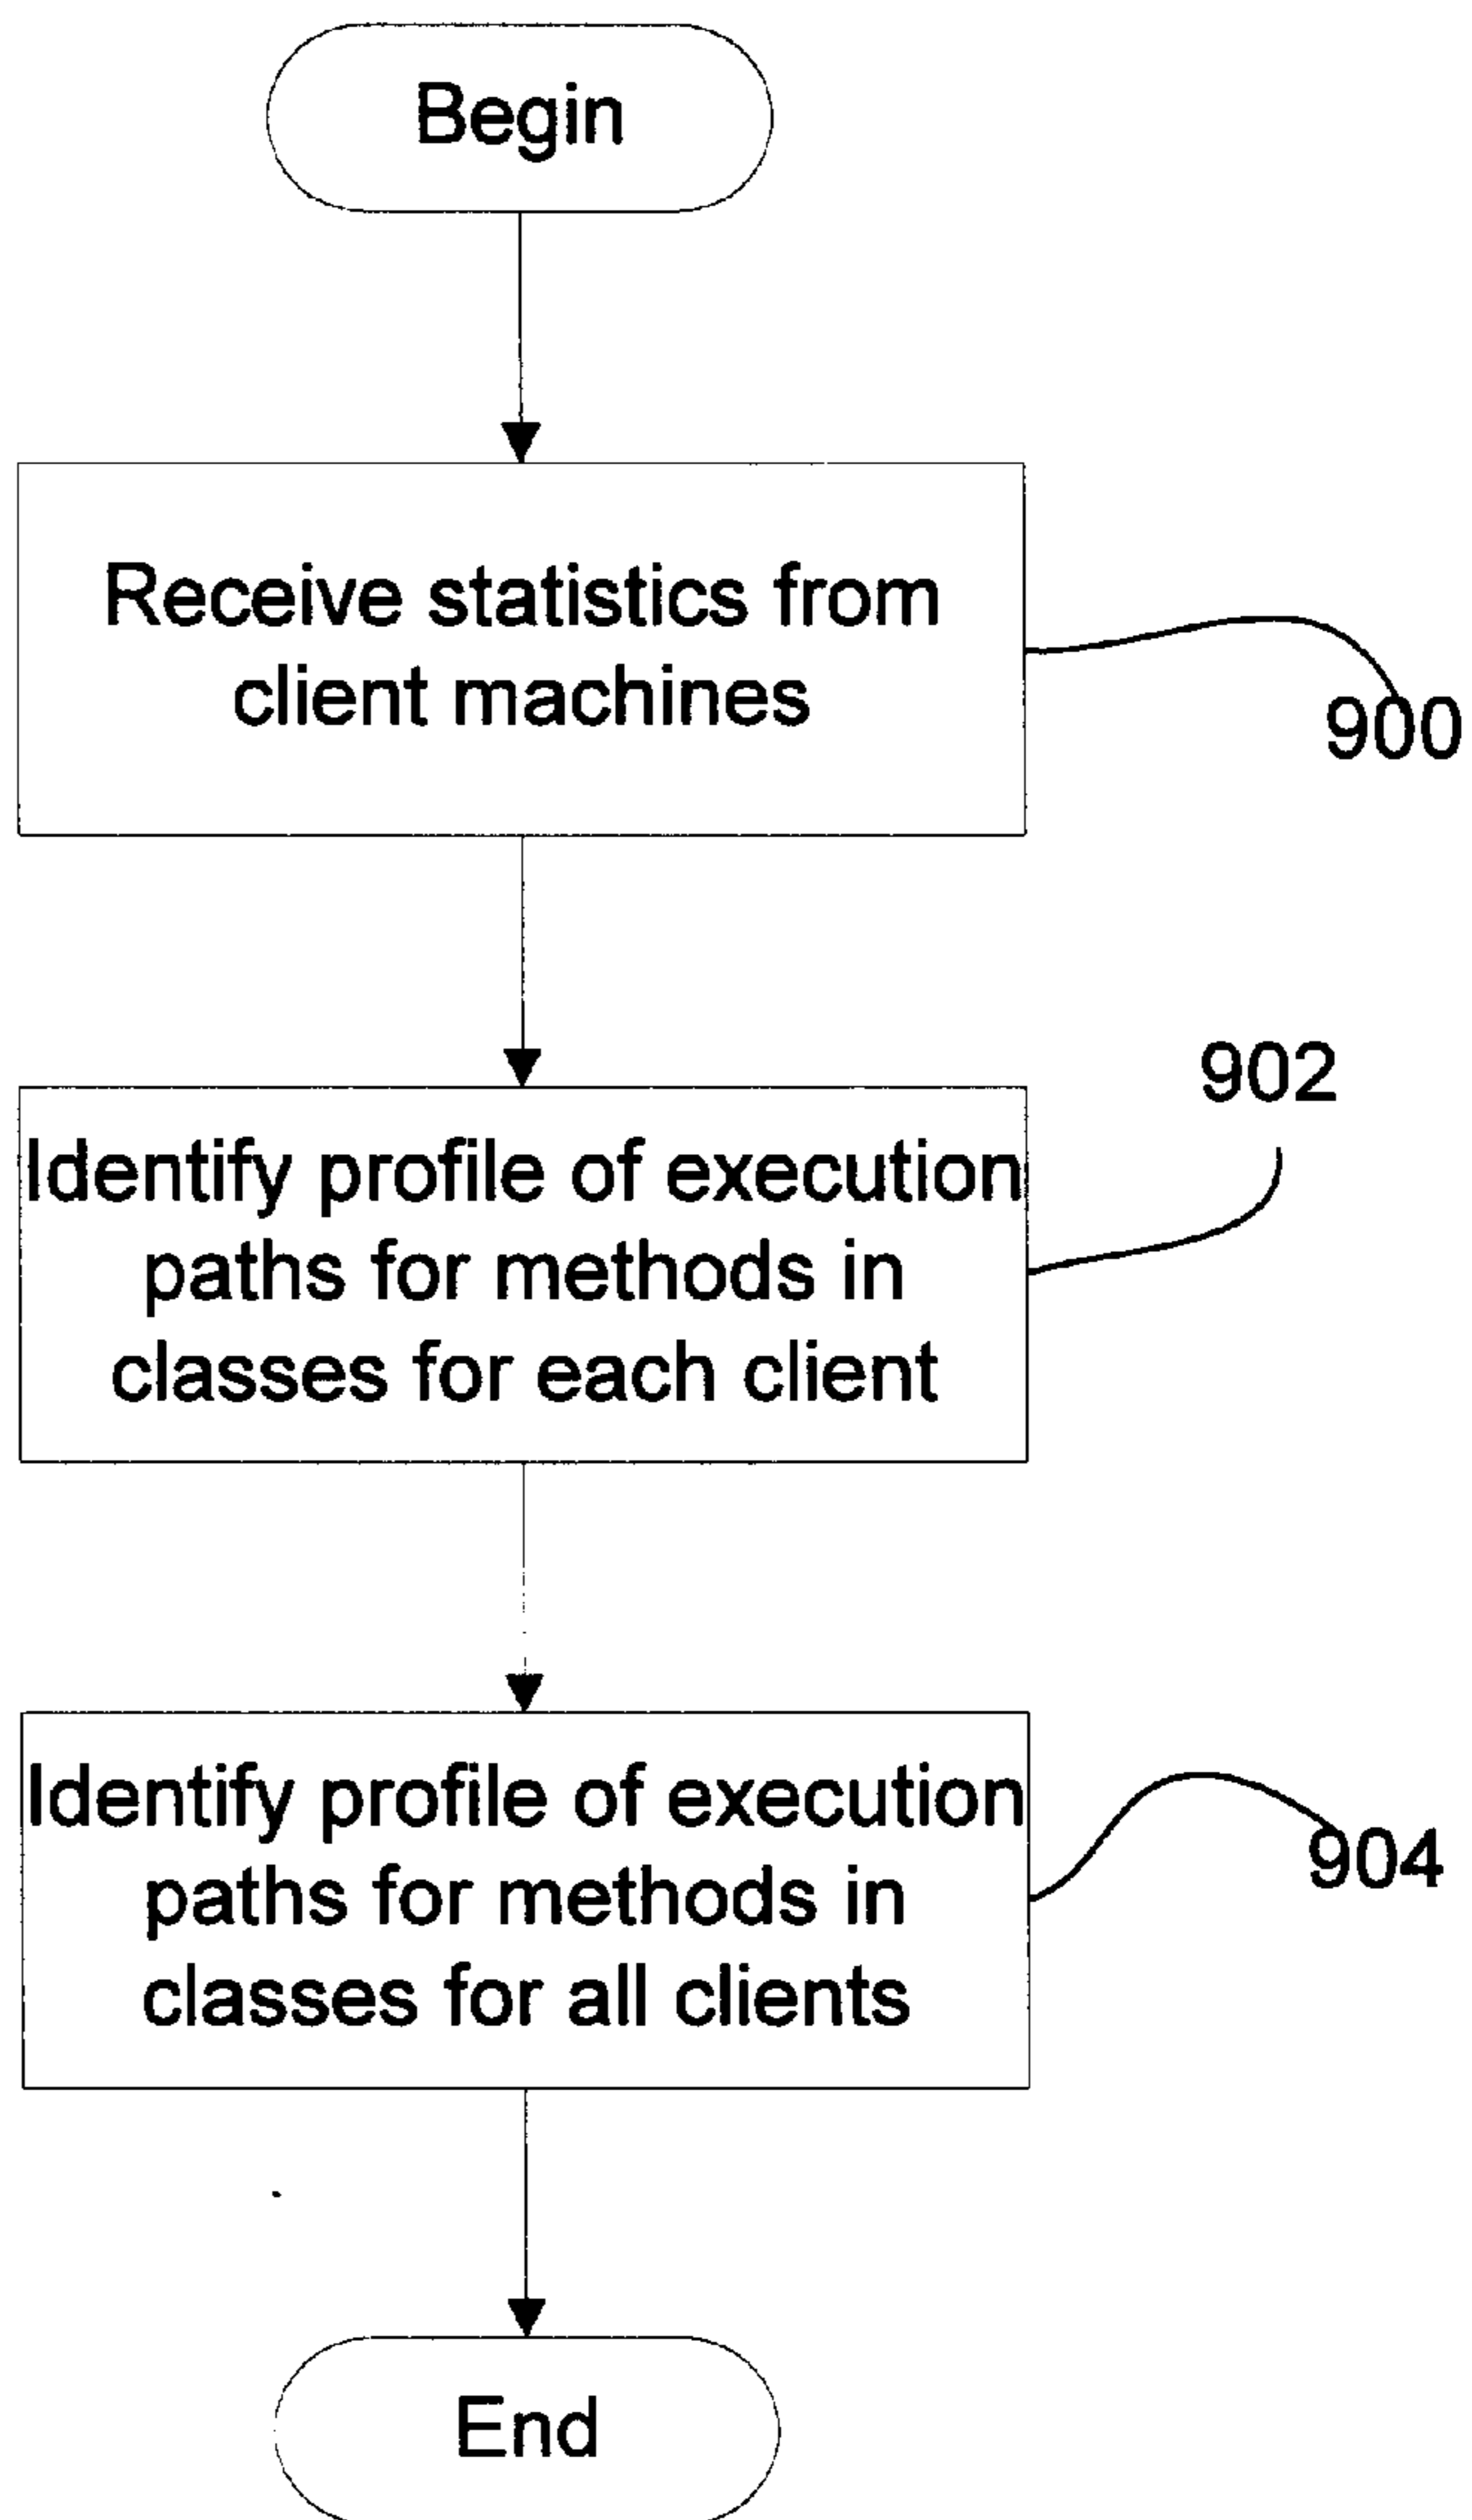 Begin
Receive statistics from
client machines
900
902
Identify profile of execution
paths for methods in
classes for each client
Identify profile of execution
paths for methods in
classes for all clients
904
End